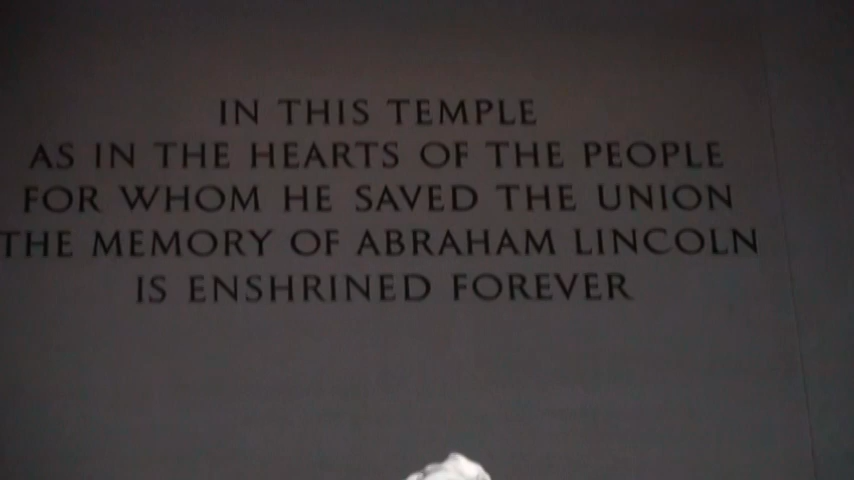 IN THIS TEMPLE
AS IN THE HEARTS OF THE PEOPLE
FOR WHOM HE SAVED THE UNION
THE MEMORY OF ABRAHAM LINCOLN
IS ENSHRINED FOREVER